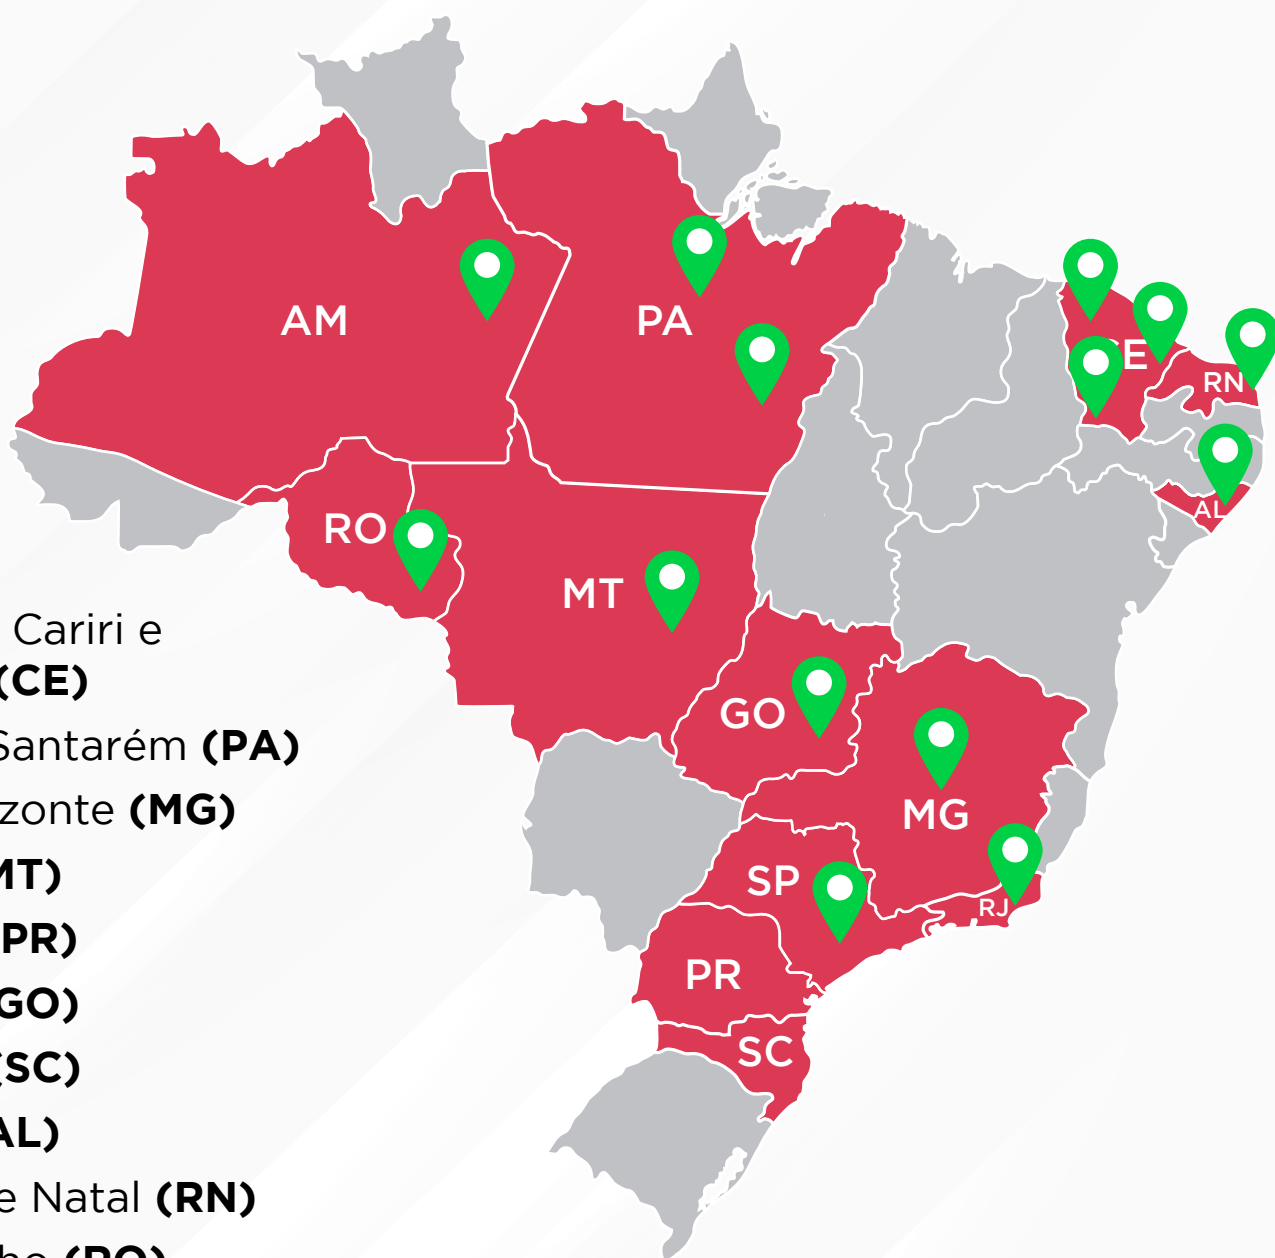 AM
PA
CE
RN
AL
RO
MT
Cariri e
(CE)
GO
Santarém (PA)
zonte (MG)
MG
MT)
SP
RJ
PR)
PR
GO)
SC
(SC)
AL)
e Natal (RN)
(RO)